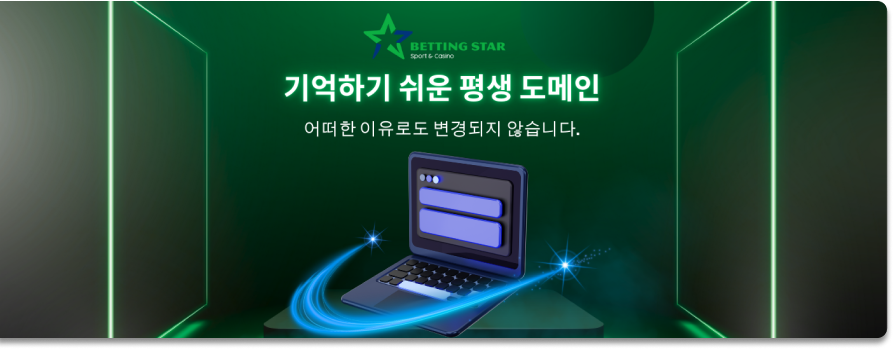 BETTING STAR
Sport & Casino
기억하기 쉬운 평생 도메인
어떠한 이유로도 변경되지 않습니다.